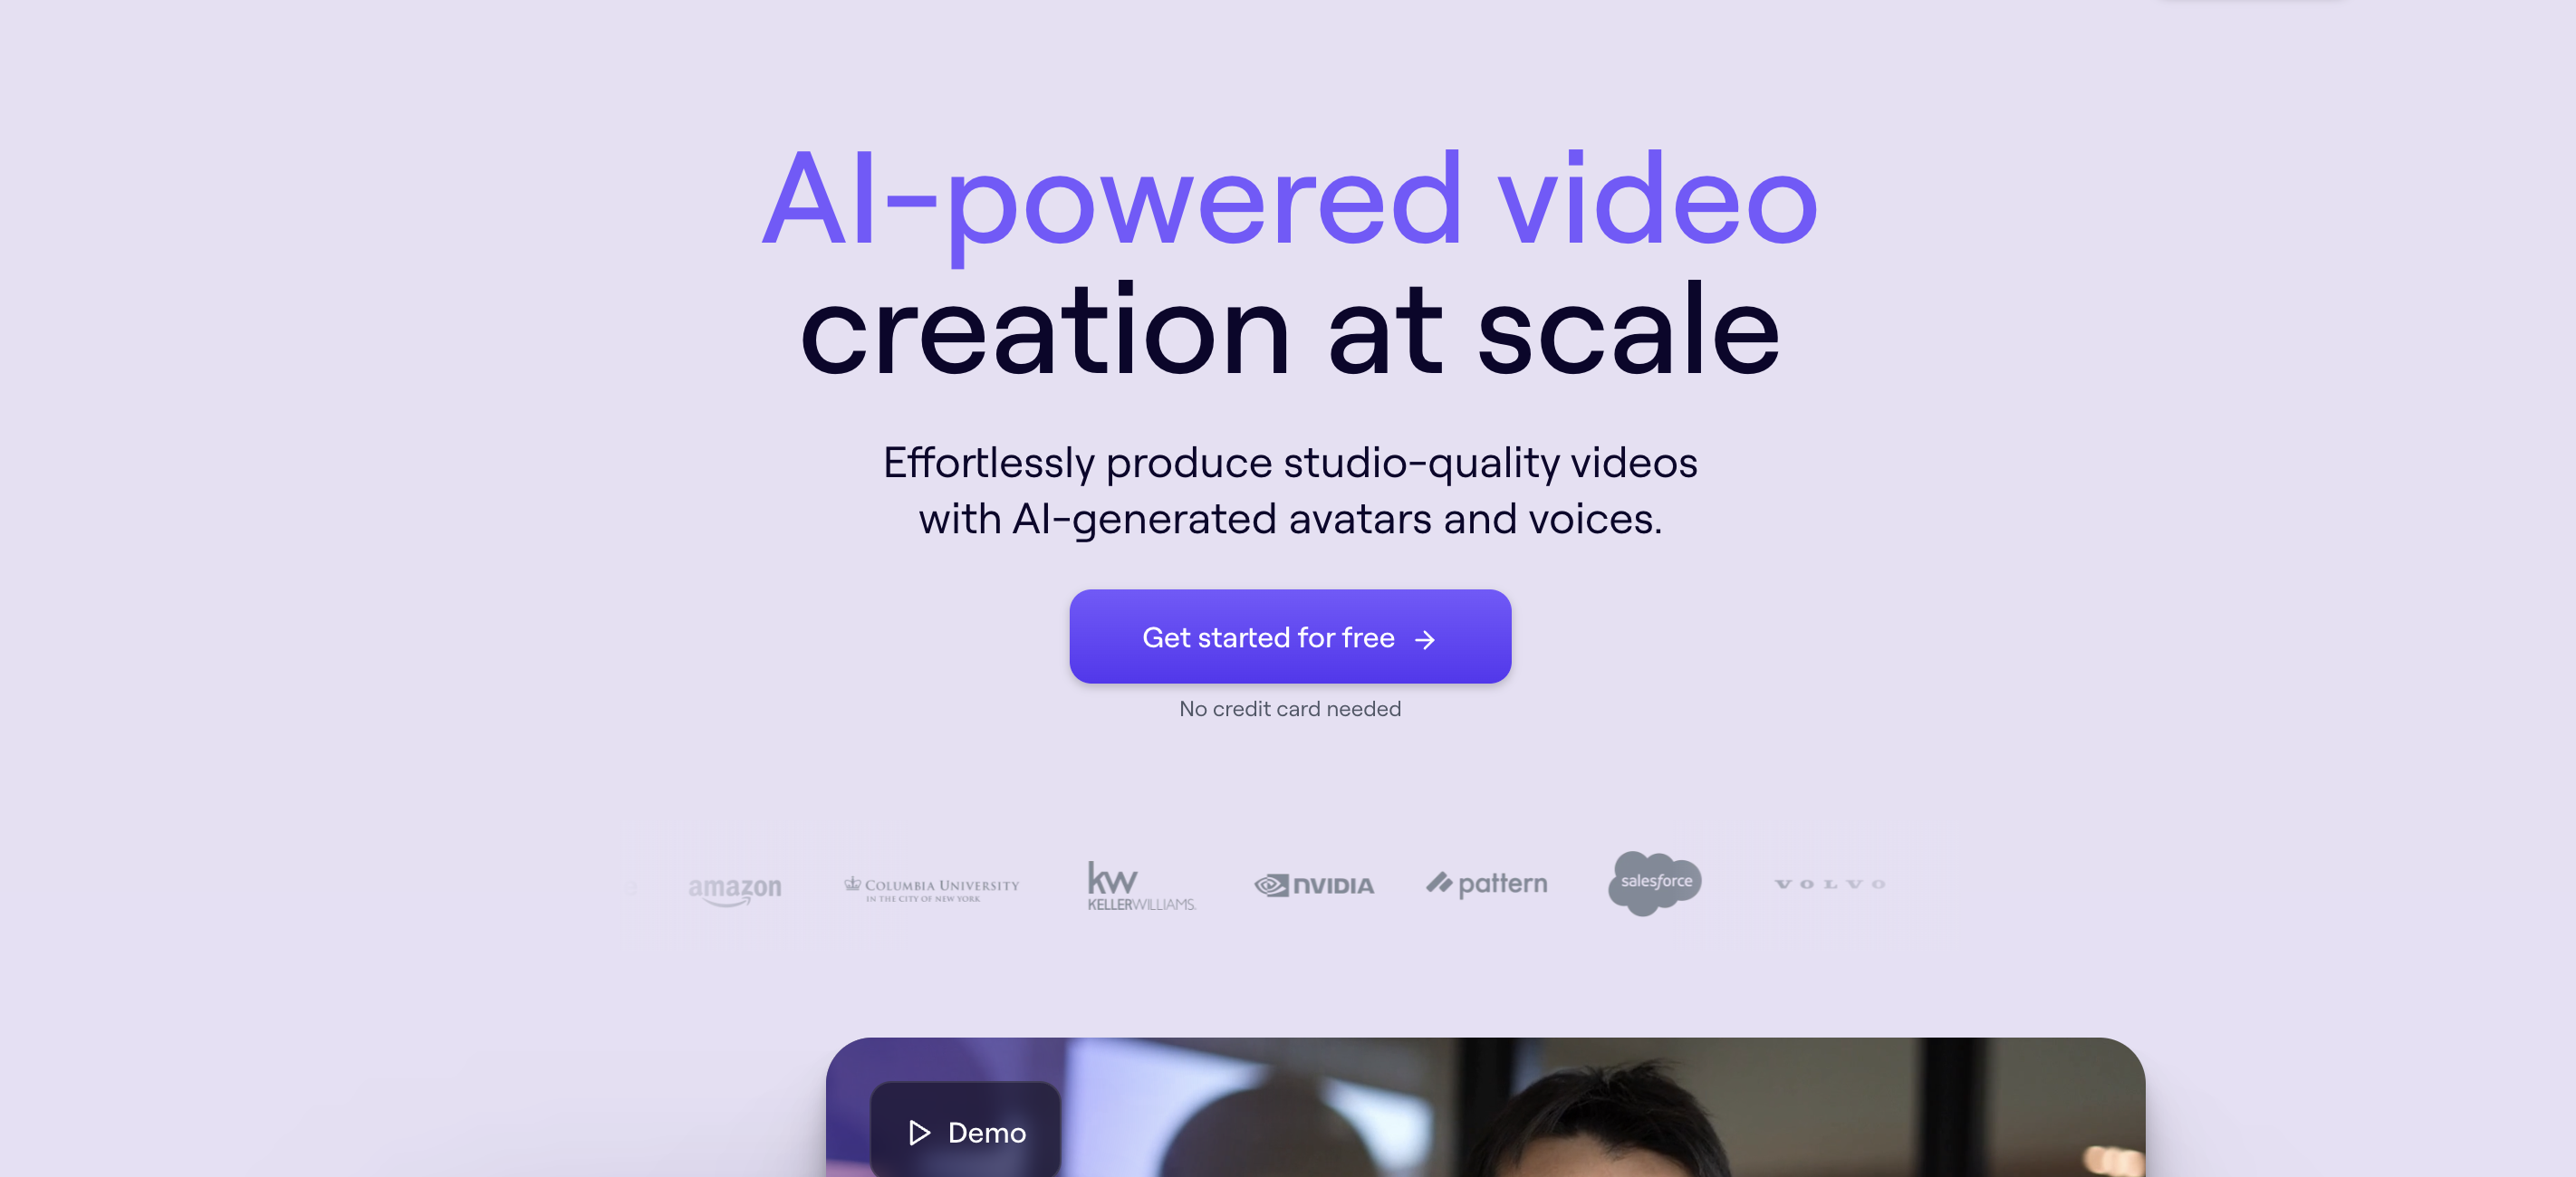 AI-powered video
creation at scale
Effortlessly produce studio-quality videos
with AI-generated avatars and voices.
Get started for free
No credit card needed
amazon
COLUMBIA UNIVERSITY
IN THE CITY OF NEW YORK
kw
KELLERWILLIAMS.
NVIDIA
pattern
salesforce
VOLVO
Demo